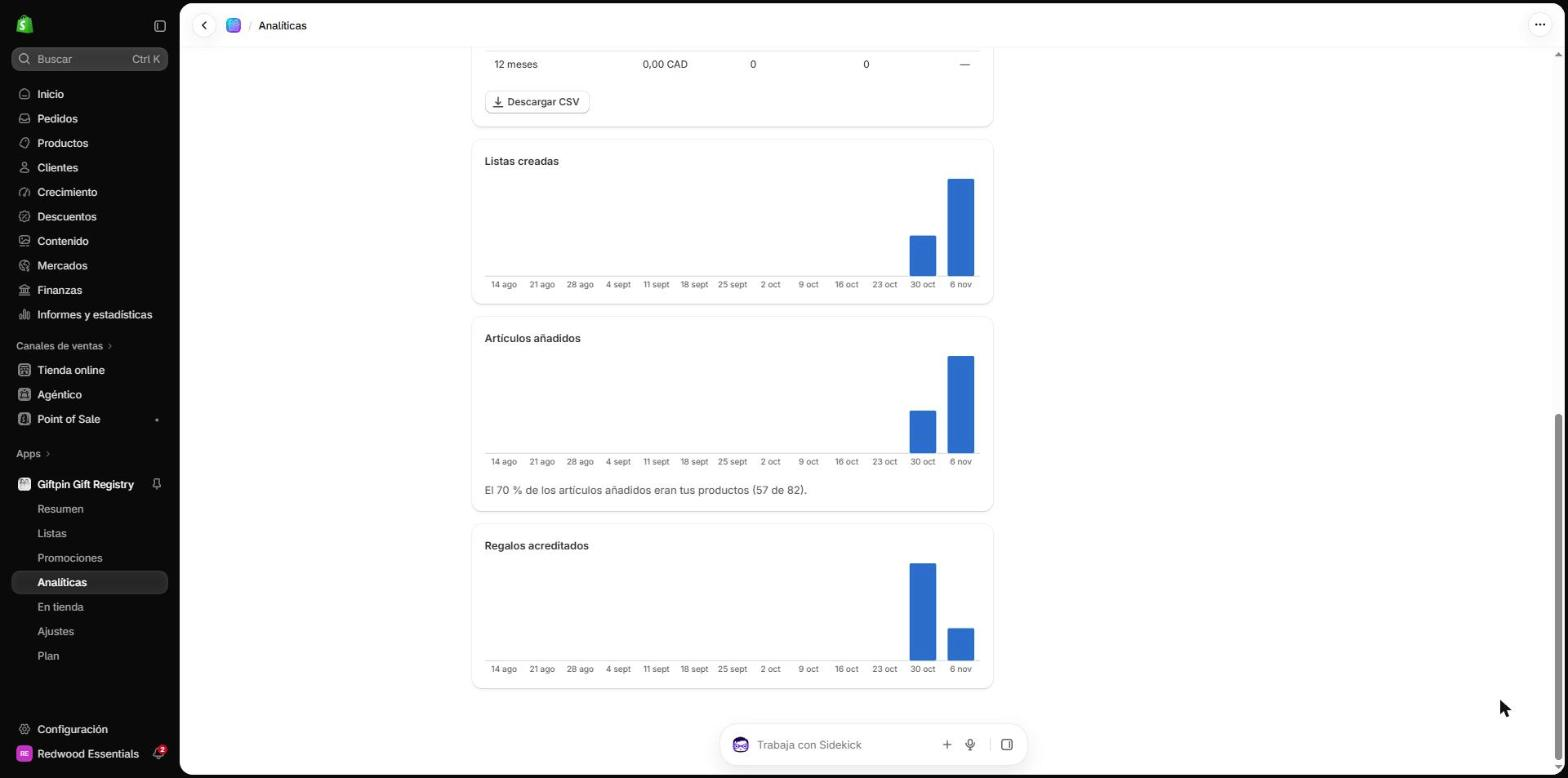 Buscar Ctrl K
Inicio
Pedidos
Productos
Clientes
Crecimiento
Descuentos
Contenido
Mercados
Finanzas
Informes y estadísticas
Canales de ventas
Tienda online
Agéntico
Point of Sale
Apps
Giftpin Gift Registry
Resumen
Listas
Promociones
Analíticas
En tienda
Ajustes
Plan
Configuración
RE Redwood Essentials 2
/ Analíticas
12 meses 0,00 CAD 0 0 —
Descargar CSV
Listas creadas
14 ago 21 ago 28 ago 4 sept 11 sept 18 sept 25 sept 2 oct 9 oct 16 oct 23 oct 30 oct 6 nov
Artículos añadidos
14 ago 21 ago 28 ago 4 sept 11 sept 18 sept 25 sept 2 oct 9 oct 16 oct 23 oct 30 oct 6 nov
El 70 % de los artículos añadidos eran tus productos (57 de 82).
Regalos acreditados
14 ago 21 ago 28 ago 4 sept 11 sept 18 sept 25 sept 2 oct 9 oct 16 oct 23 oct 30 oct 6 nov
Trabaja con Sidekick